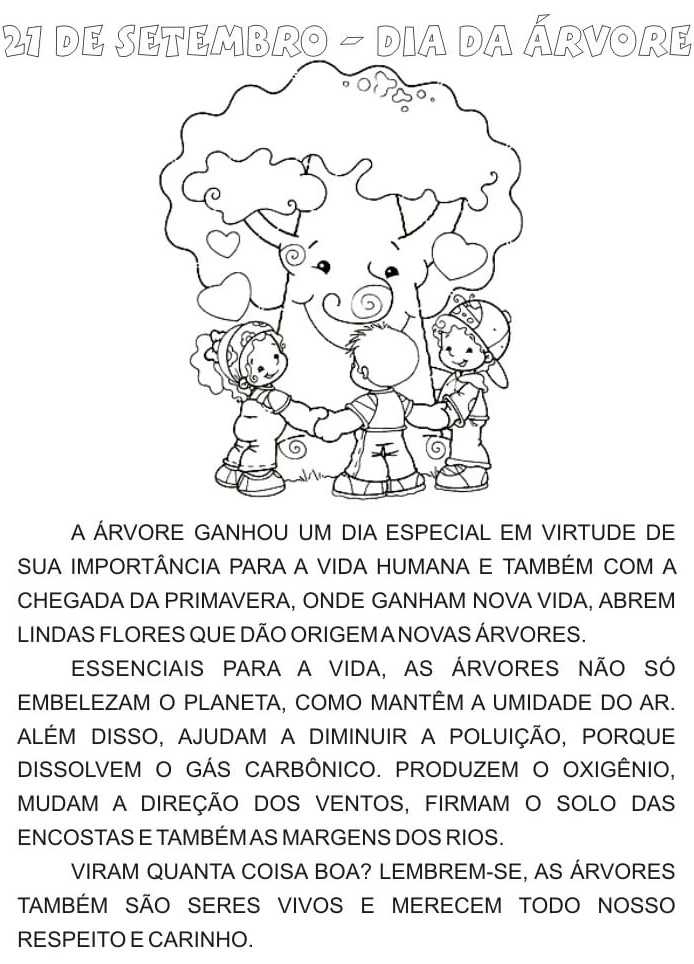 21 DE SETEMBRO - DIA DA ÁRVORE
A ÁRVORE GANHOU UM DIA ESPECIAL EM VIRTUDE DE
SUA IMPORTÂNCIA PARA A VIDA HUMANA E TAMBÉM COM A
CHEGADA DA PRIMAVERA, ONDE GANHAM NOVA VIDA, ABREM
LINDAS FLORES QUE DÃO ORIGEM A NOVAS ÁRVORES.
ESSENCIAIS PARA A VIDA, AS ÁRVORES NÃO SÓ
EMBELEZAM O PLANETA, COMO MANTÊM A UMIDADE DO AR.
ALÉM DISSO, AJUDAM A DIMINUIR A POLUIÇÃO, PORQUE
DISSOLVEM O GÁS CARBÔNICO. PRODUZEM O OXIGÊNIO,
MUDAM A DIREÇÃO DOS VENTOS, FIRMAM O SOLO DAS
ENCOSTAS E TAMBÉM AS MARGENS DOS RIOS.
VIRAM QUANTA COISA BOA? LEMBREM-SE, AS ÁRVORES
TAMBÉM SÃO SERES VIVOS E MERECEM TODO NOSSO
RESPEITO E CARINHO.